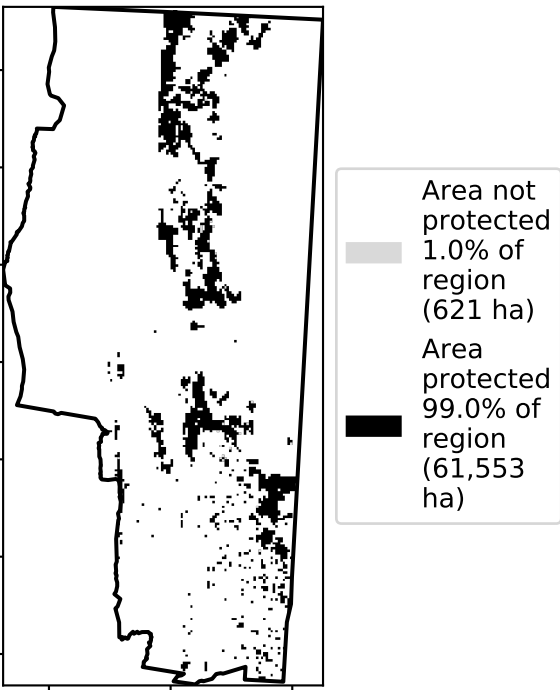 Area not
protected
1.0% of
region
(621 ha)
Area
protected
99.0% of
region
(61,553
ha)